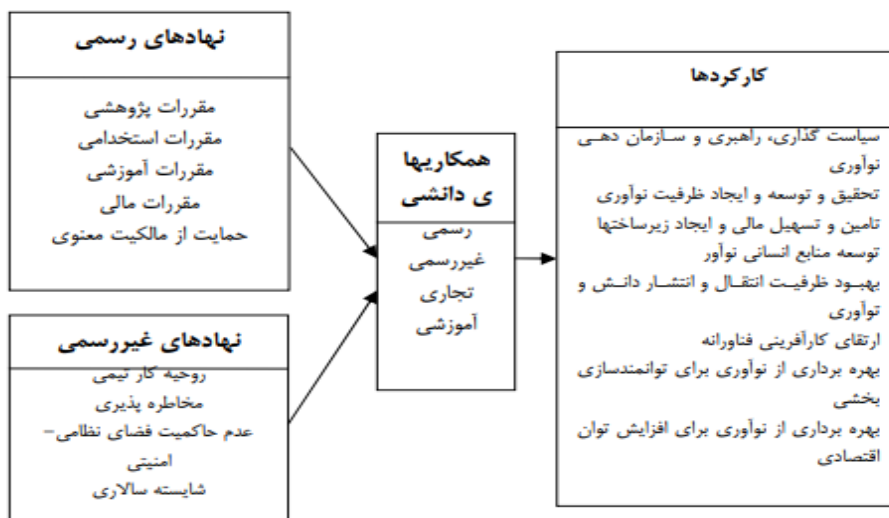 نهادهای رسمی
مقررات پژوهشی
مقررات استخدامی
مقررات آموزشی
مقررات مالی
حمایت از مالکیت معنوی
نهادهای غیررسمی
روحیه کار تیمی
مخاطره پذیری
عدم حاکمیت فضای نظامی-
امنیتی
شایسته سالاری
همکاریها
ی دانشی
رسمی
غیررسمی
تجاری
آموزشی
کارکردها
سیاست گذاری، راهبری و سازمان دهی
نوآوری
تحقیق و توسعه و ایجاد ظرفیت نوآوری
تامین و تسهیل مالی و ایجاد زیرساختها
توسعه منابع انسانی نوآور
بهبود ظرفیت انتقال و انتشار دانش و
نوآوری
ارتقای کارآفرینی فناورانه
بهره برداری از نوآوری برای توانمندسازی
بخشی
بهره برداری از نوآوری برای افزایش توان
اقتصادی